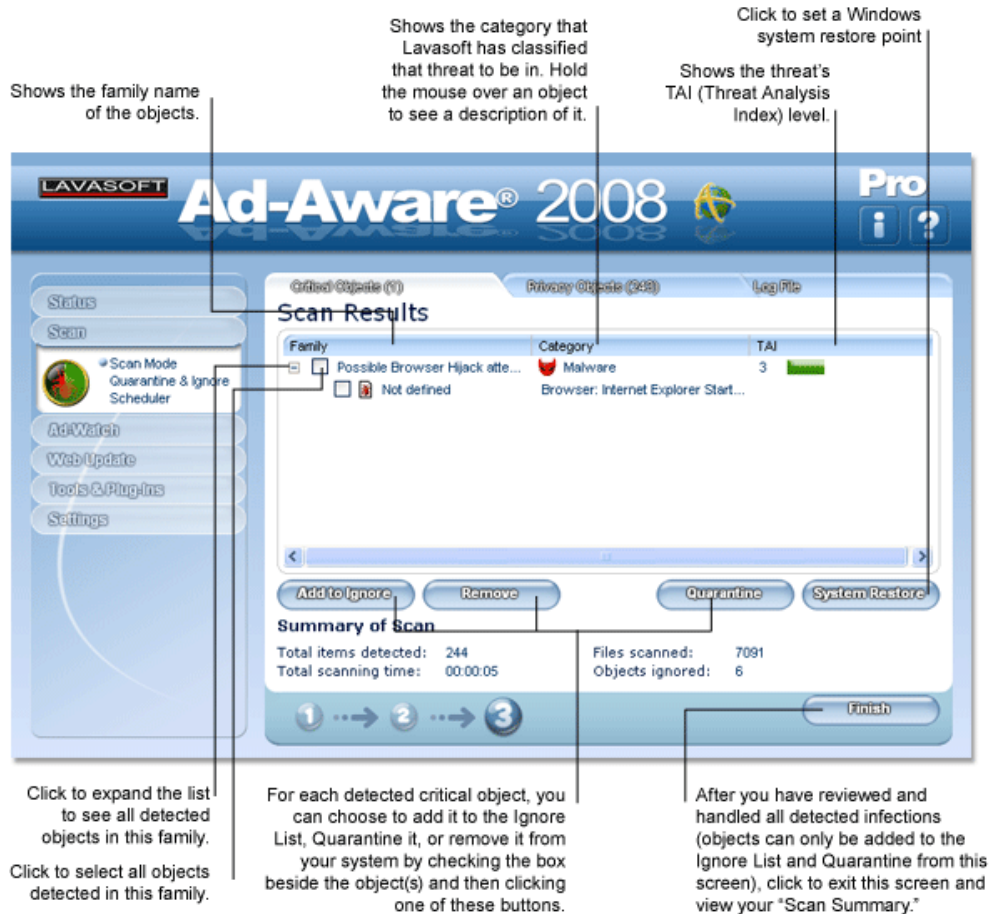 Shows the family name
of the objects.
Shows the category that
Lavasoft has classified
that threat to be in. Hold
the mouse over an object
to see a description of it.
Click to set a Windows
system restore point
Shows the threat's
TAI (Threat Analysis
Index) level.
LAVASOFT
Ad-Aware® 2008
Pro
i ?
Status
Scan
Scan Mode
Quarantine & Ignore
Scheduler
Ad-Watch
Web Update
Tools & Plug-Ins
Settings
Critical Objects (1)
Privacy Objects (243)
Log File
Scan Results
Family Category TAI
Possible Browser Hijack atte... Malware 3
Not defined Browser: Internet Explorer Start...
Add to Ignore
Remove
Quarantine
System Restore
Summary of Scan
Total items detected: 244 Files scanned: 7091
Total scanning time: 00:00:05 Objects ignored: 6
1 2 3
Finish
Click to expand the list
to see all detected
objects in this family.
Click to select all objects
detected in this family.
For each detected critical object, you
can choose to add it to the Ignore
List, Quarantine it, or remove it from
your system by checking the box
beside the object(s) and then clicking
one of these buttons.
After you have reviewed and
handled all detected infections
(objects can only be added to the
Ignore List and Quarantine from this
screen), click to exit this screen and
view your "Scan Summary."